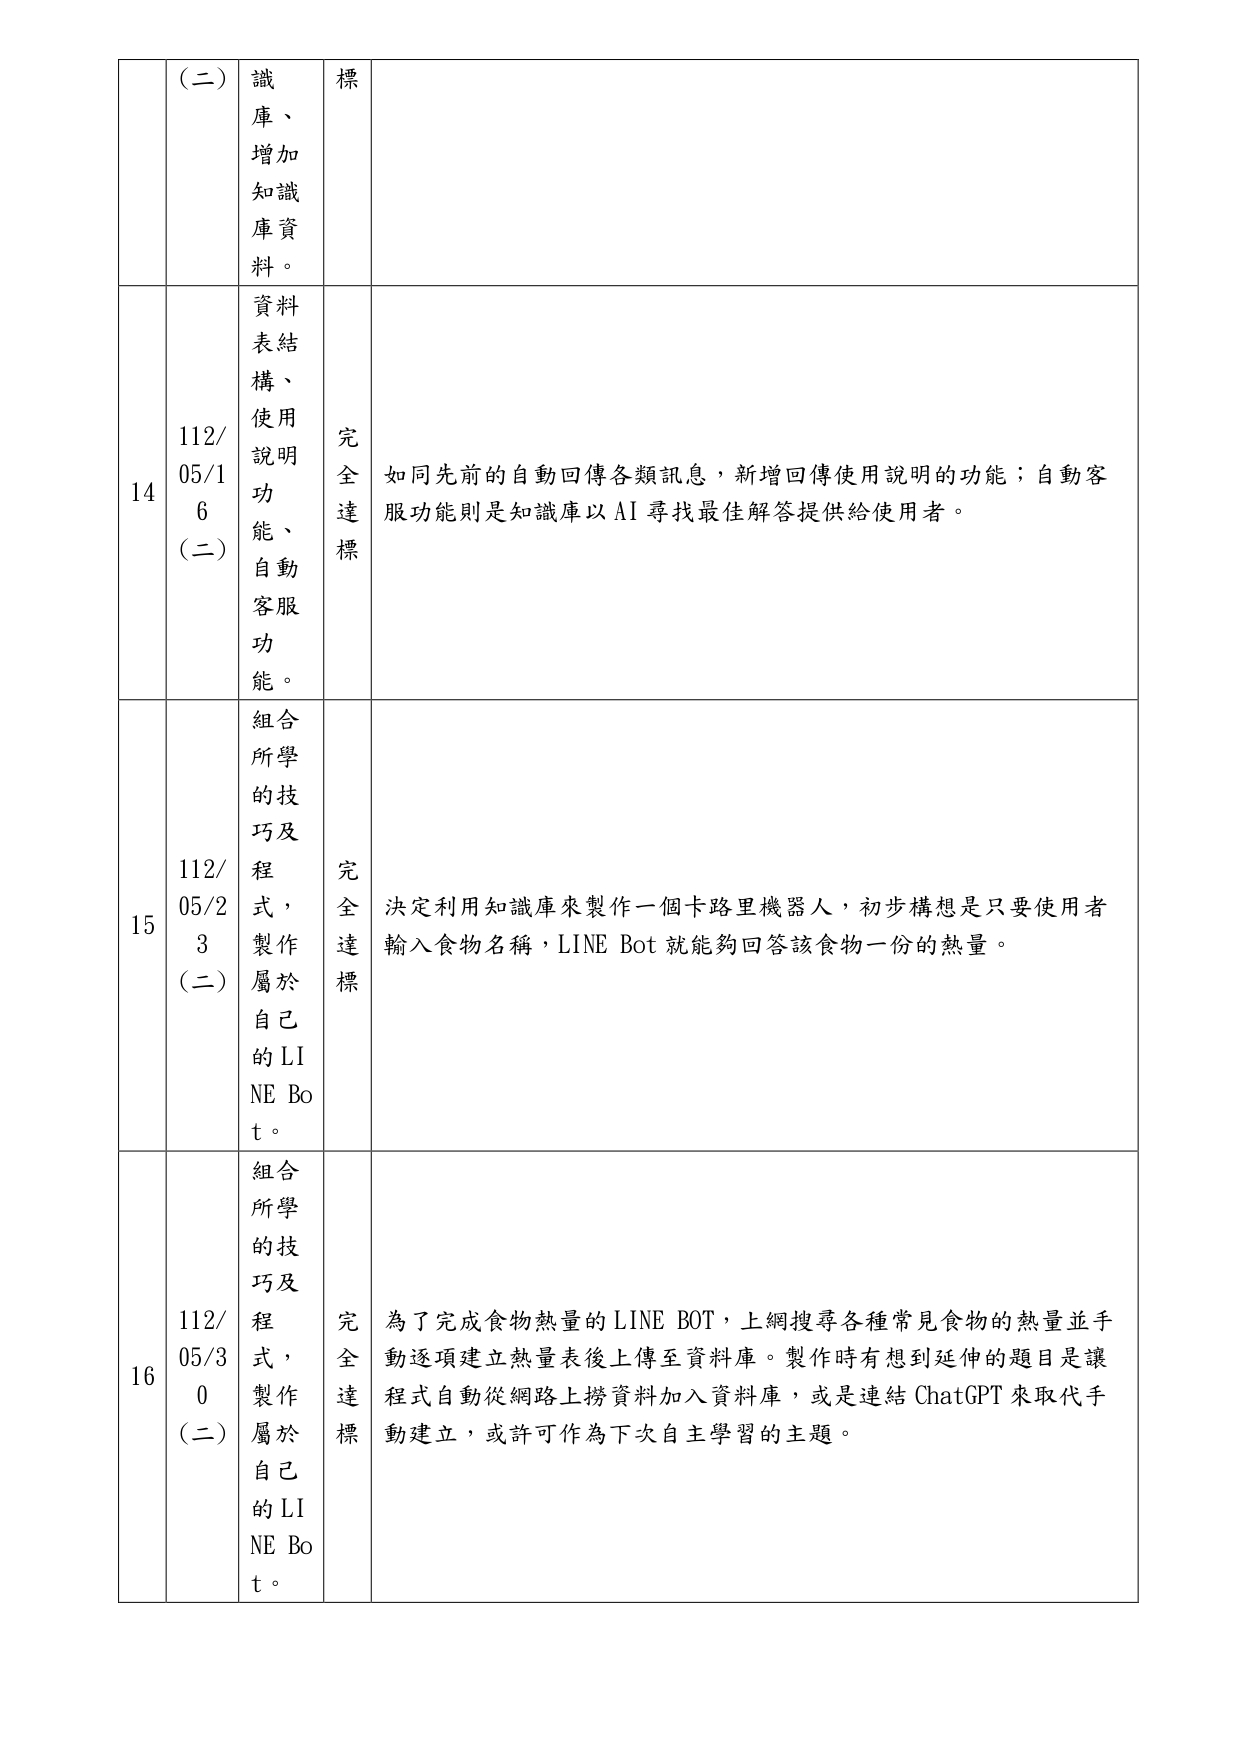 (二)
識
庫、
增加
知識
庫資
料。
標
14
112/
05/1
6
(二)
資料
表結
構、
使用
說明
功
能、
自動
客服
功
能。
完
全
達
標
如同先前的自動回傳各類訊息，新增回傳使用說明的功能；自動客
服功能則是知識庫以 AI 尋找最佳解答提供給使用者。
15
112/
05/2
3
(二)
組合
所學
的技
巧及
程
式，
製作
屬於
自己
的 LI
NE Bo
t。
完
全
達
標
決定利用知識庫來製作一個卡路里機器人，初步構想是只要使用者
輸入食物名稱，LINE Bot 就能夠回答該食物一份的熱量。
16
112/
05/3
0
(二)
組合
所學
的技
巧及
程
式，
製作
屬於
自己
的 LI
NE Bo
t。
完
全
達
標
為了完成食物熱量的 LINE BOT，上網搜尋各種常見食物的熱量並手
動逐項建立熱量表後上傳至資料庫。製作時有想到延伸的題目是讓
程式自動從網路上撈資料加入資料庫，或是連結 ChatGPT 來取代手
動建立，或許可作為下次自主學習的主題。